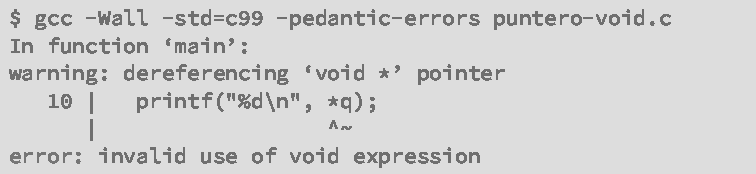 $ gcc -Wall -std=c99 -pedantic-errors puntero-void.c
In function ‘main’:
warning: dereferencing ‘void *’ pointer
   10 |   printf("%d\n", *q);
      |                  ^~
error: invalid use of void expression